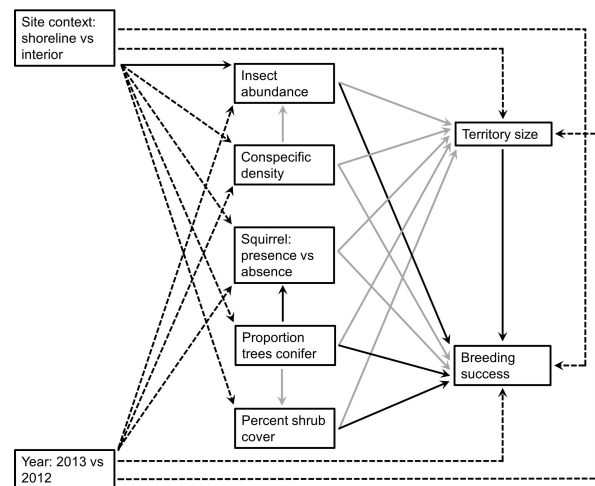 Site context:
shoreline vs
interior
Insect
abundance
Territory size
Conspecific
density
Squirrel:
presence vs
absence
Proportion
trees conifer
Breeding
success
Percent shrub
cover
Year: 2013 vs
2012